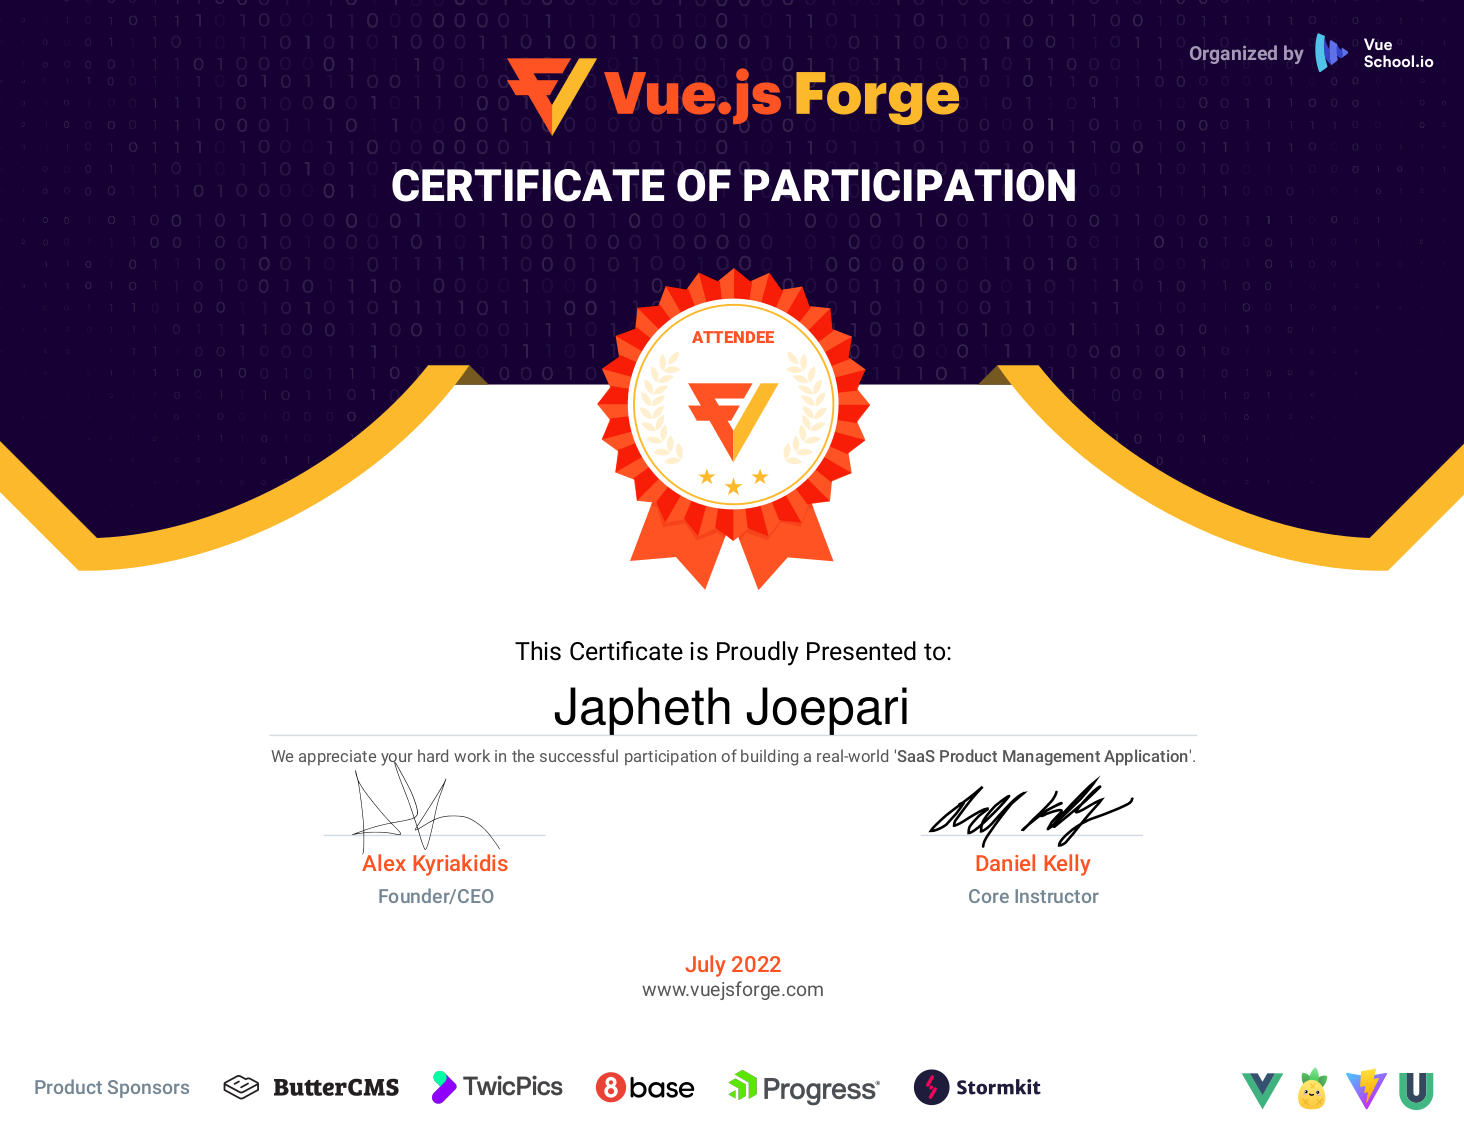 Organized by
Vue
School.io
Vue.js Forge
CERTIFICATE OF PARTICIPATION
ATTENDEE
This Certificate is Proudly Presented to:
Japheth Joepari
We appreciate your hard work in the successful participation of building a real-world 'SaaS Product Management Application'.
Alex Kyriakidis
Founder/CEO
Daniel Kelly
Core Instructor
July 2022
www.vuejsforge.com
Product Sponsors
ButterCMS
TwicPics
8base
Progress
Stormkit